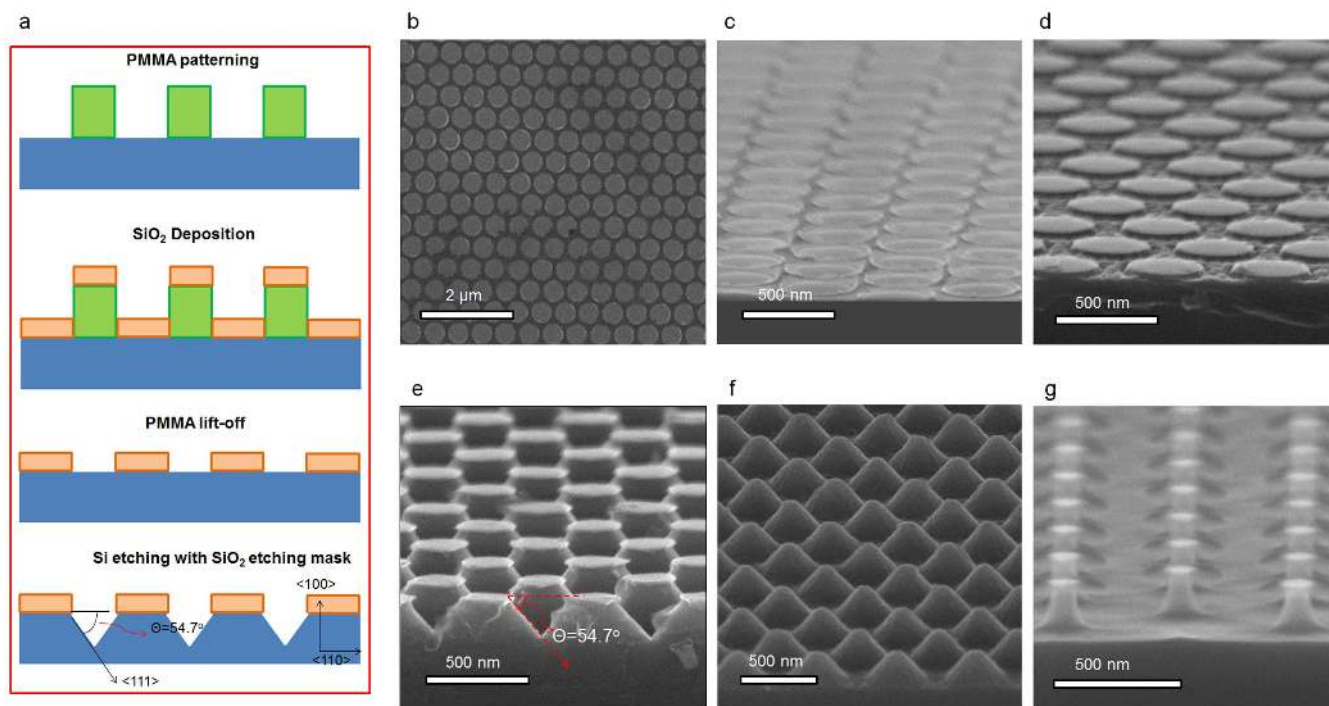 a
PMMA patterning
SiO₂ Deposition
PMMA lift-off
Si etching with SiO₂ etching mask
<100>
Θ=54.7°
<110>
<111>
b
2 µm
c
500 nm
d
500 nm
e
Θ=54.7°
500 nm
f
500 nm
g
500 nm